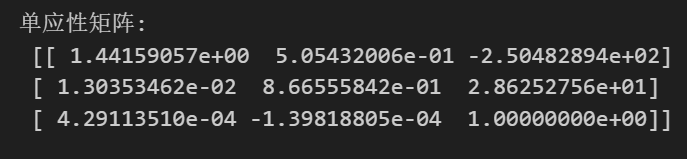 单应性矩阵:
[[ 1.44159057e+00 5.05432006e-01 -2.50482894e+02]
[ 1.30353462e-02 8.66555842e-01 2.86252756e+01]
[ 4.29113510e-04 -1.39818805e-04 1.00000000e+00]]